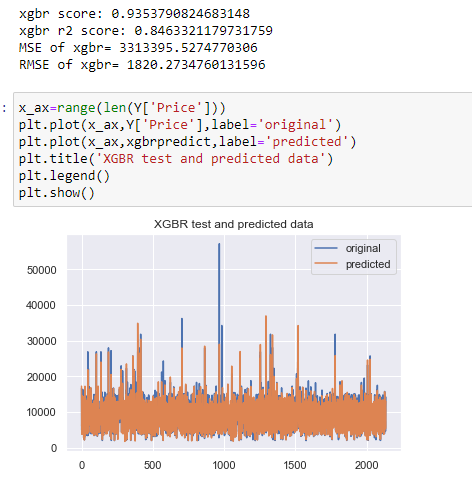 xgbr score: 0.9353790824683148
xgbr r2 score: 0.8463321179731759
MSE of xgbr= 3313395.5274770306
RMSE of xgbr= 1820.2734760131596
: x_ax=range(len(Y['Price']))
plt.plot(x_ax,Y['Price'],label='original')
plt.plot(x_ax,xgbrpredict,label='predicted')
plt.title('XGBR test and predicted data')
plt.legend()
plt.show()
XGBR test and predicted data
original
predicted
50000
40000
30000
20000
10000
0
0 500 1000 1500 2000